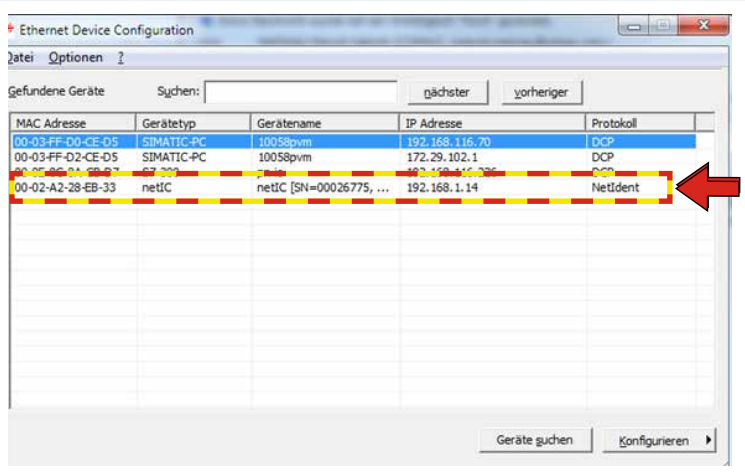 Ethernet Device Configuration
Datei Optionen ?
Gefundene Geräte Suchen: nächster vorheriger
MAC Adresse Gerätetyp Gerätename IP Adresse Protokoll
00-03-FF-D0-CE-D5 SIMATIC-PC 10058pvm 192.168.116.70 DCP
00-03-FF-D2-CE-D5 SIMATIC-PC 10058pvm 172.29.102.1 DCP
DCP
00-02-A2-28-EB-33 netIC netIC [SN=00026775, ... 192.168.1.14 NetIdent
Geräte suchen Konfigurieren